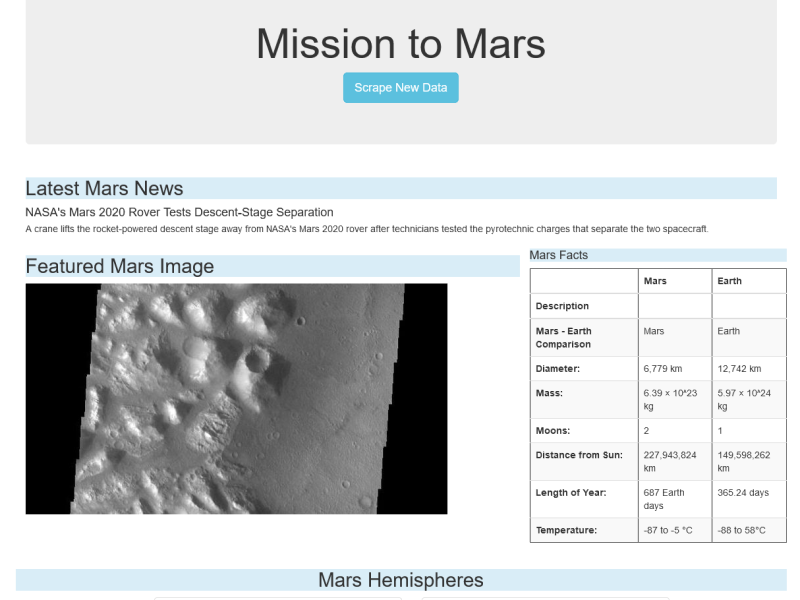 Mission to Mars
Scrape New Data
Latest Mars News
NASA's Mars 2020 Rover Tests Descent-Stage Separation
A crane lifts the rocket-powered descent stage away from NASA's Mars 2020 rover after technicians tested the pyrotechnic charges that separate the two spacecraft.
Featured Mars Image
Mars Facts
Mars Earth
Description
Mars - Earth Mars Earth
Comparison
Diameter: 6,779 km 12,742 km
Mass: 6.39 × 10^23 5.97 × 10^24
kg kg
Moons: 2 1
Distance from Sun: 227,943,824 149,598,262
km km
Length of Year: 687 Earth 365.24 days
days
Temperature: -87 to -5 °C -88 to 58°C
Mars Hemispheres